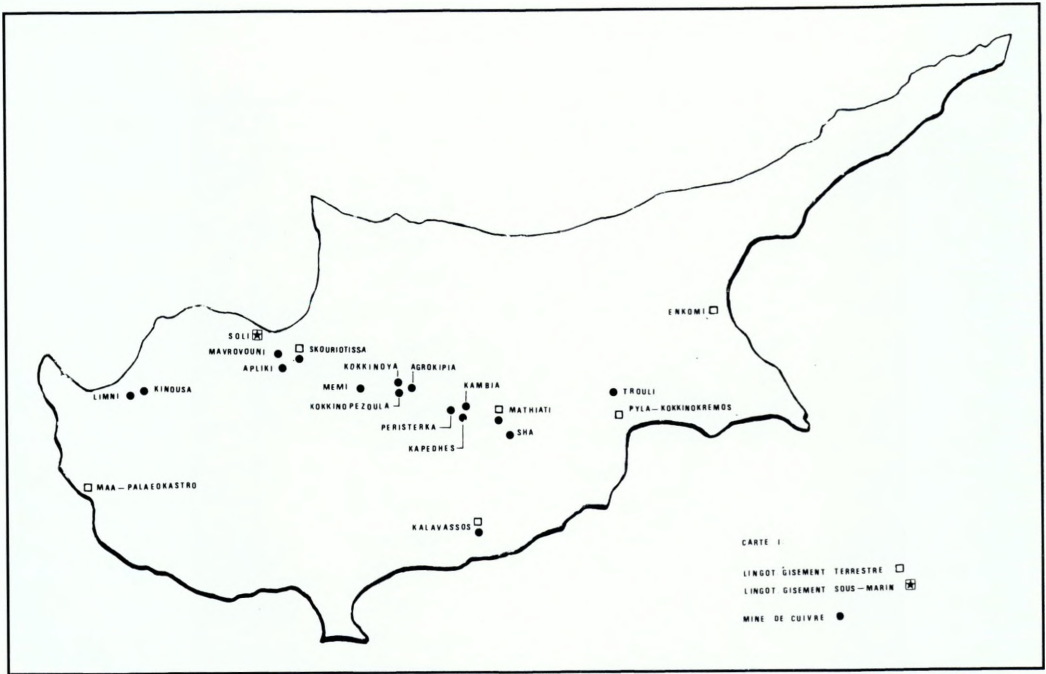 ENKOMI
SOLI
SKOURIOTISSA
MAVROVOUNI
APLIKI
KOKKINOYA
AGROKIPIA
MEMI
KAMBIA
KINOUSA
LIMNI
TROULI
KOKKINOPEZOULA
MATHIATI
PYLA-KOKKINOKREMOS
PERISTERKA
SHA
KAPEDHES
MAA-PALAEOKASTRO
KALAVASSOS
CARTE I
LINGOT GISEMENT TERRESTRE
LINGOT GISEMENT SOUS-MARIN
MINE DE CUIVRE